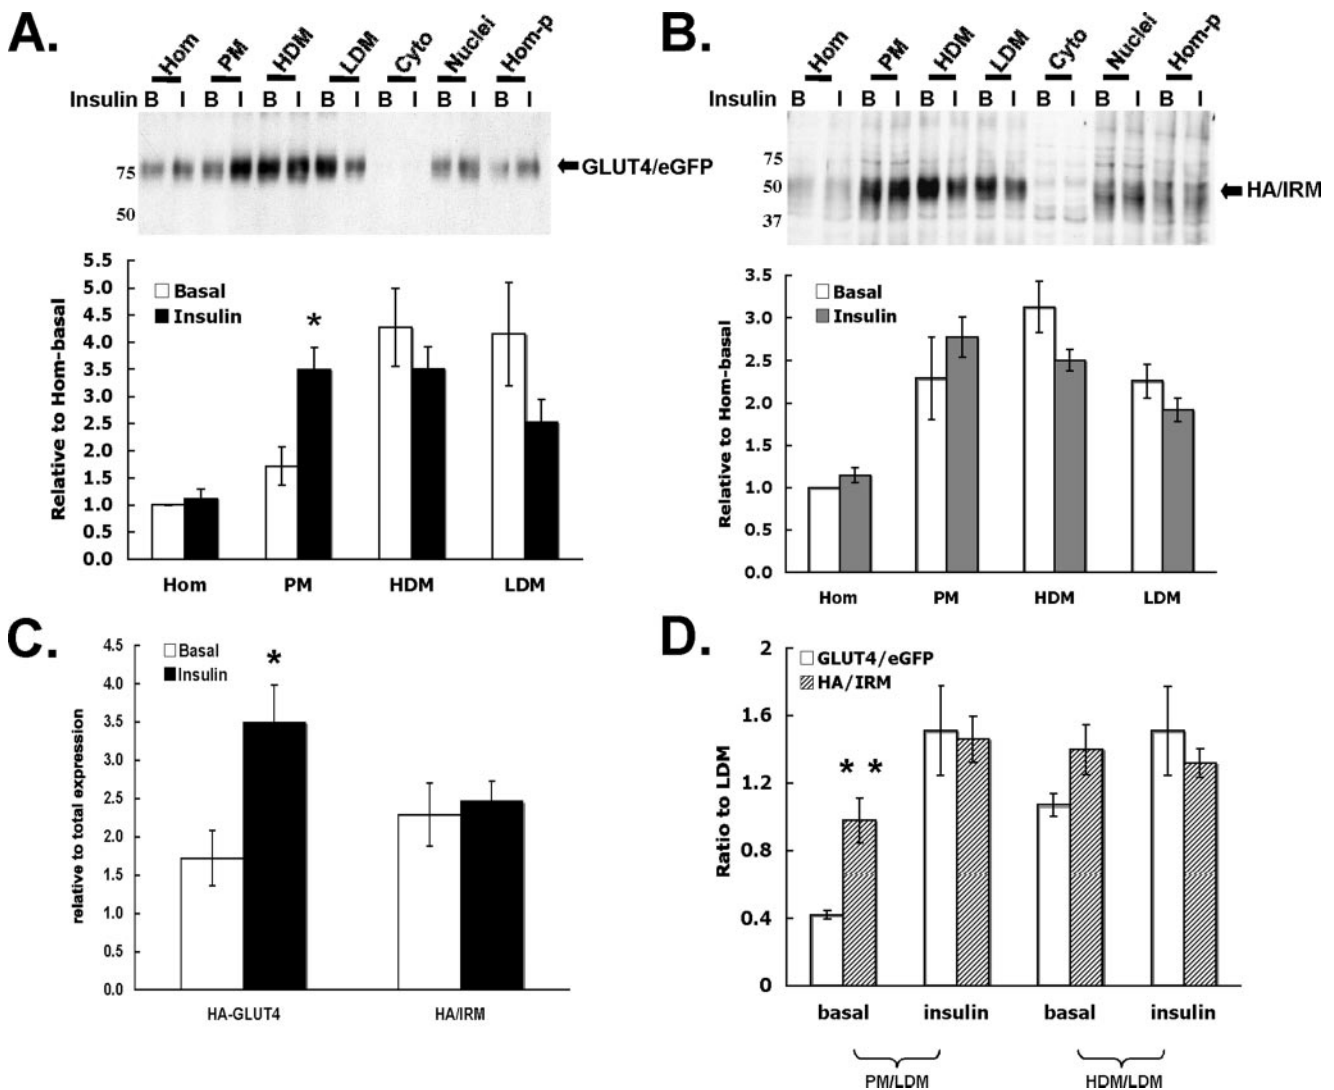 A.
Hom PM HDM LDM Cyto Nuclei Hom-p
Insulin B I B I B I B I B I B I B I
75
50
GLUT4/eGFP
5.5
5.0
4.5
4.0
3.5
3.0
2.5
2.0
1.5
1.0
0.5
0.0
Relative to Hom-basal
Basal
Insulin
*
Hom PM HDM LDM
B.
Hom PM HDM LDM Cyto Nuclei Hom-p
Insulin B I B I B I B I B I B I B I
75
50
37
HA/IRM
3.5
3.0
2.5
2.0
1.5
1.0
0.5
0.0
Relative to Hom-basal
Basal
Insulin
Hom PM HDM LDM
C.
4.5
4.0
3.5
3.0
2.5
2.0
1.5
1.0
0.5
0.0
relative to total expression
Basal
Insulin
*
HA-GLUT4 HA/IRM
D.
2
1.6
1.2
0.8
0.4
0
Ratio to LDM
GLUT4/eGFP
HA/IRM
* *
basal insulin basal insulin
PM/LDM HDM/LDM